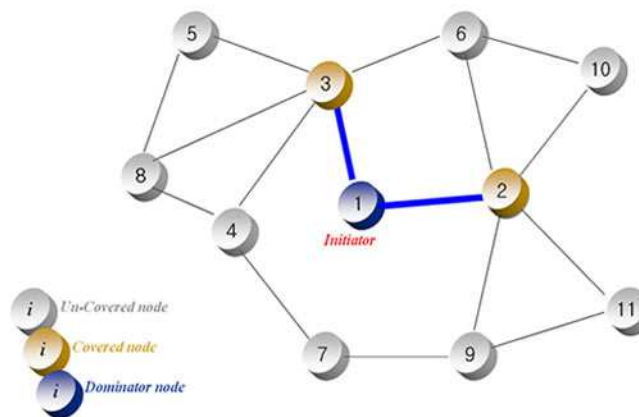 5
6
10
3
8
2
1
4
Initiator
11
7
9
i Un-Covered node
i Covered node
i Dominator node